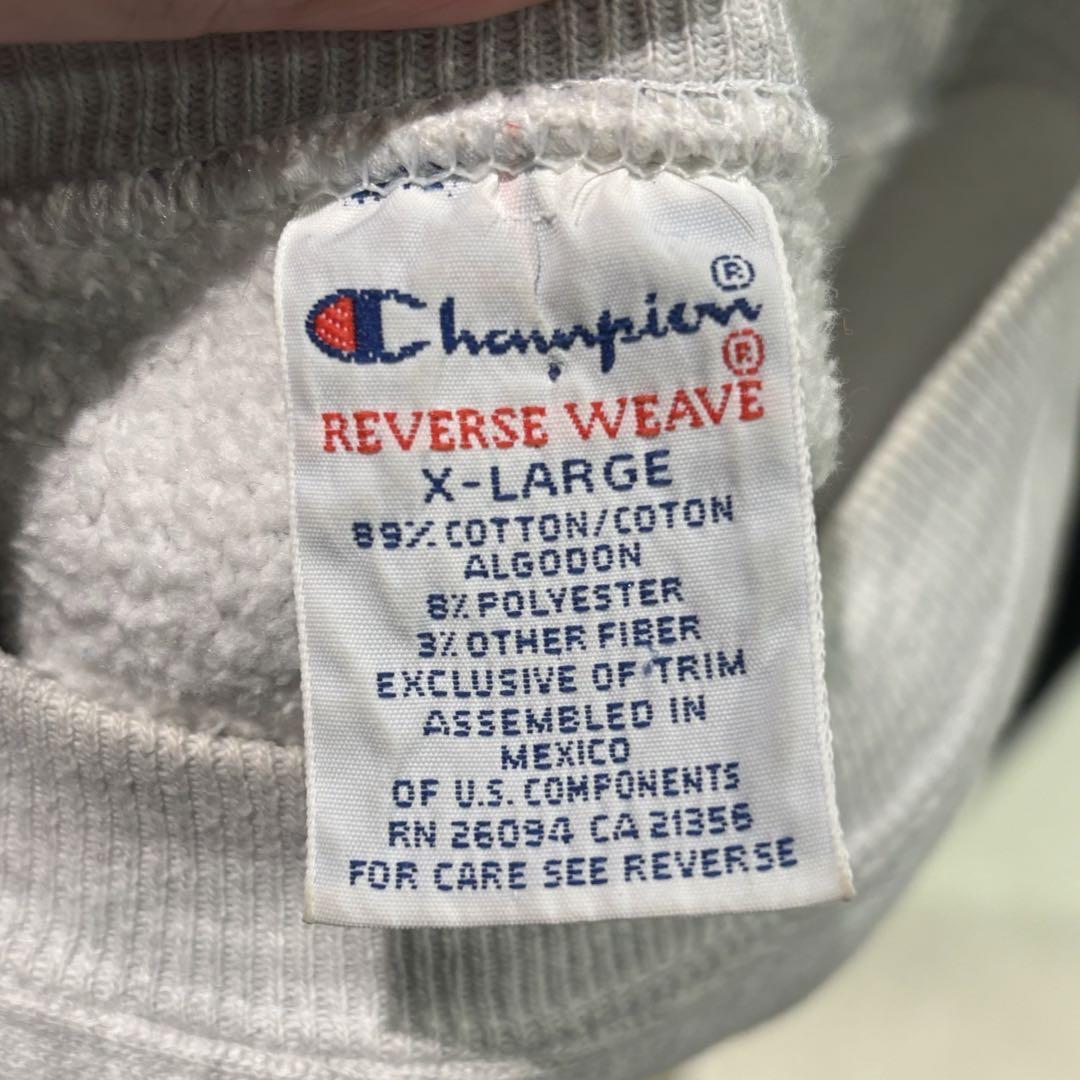 Champion®
®
REVERSE WEAVE
X-LARGE
89% COTTON/COTON
ALGODON
8% POLYESTER
3% OTHER FIBER
EXCLUSIVE OF TRIM
ASSEMBLED IN
MEXICO
OF U.S. COMPONENTS
RN 26094 CA 21356
FOR CARE SEE REVERSE